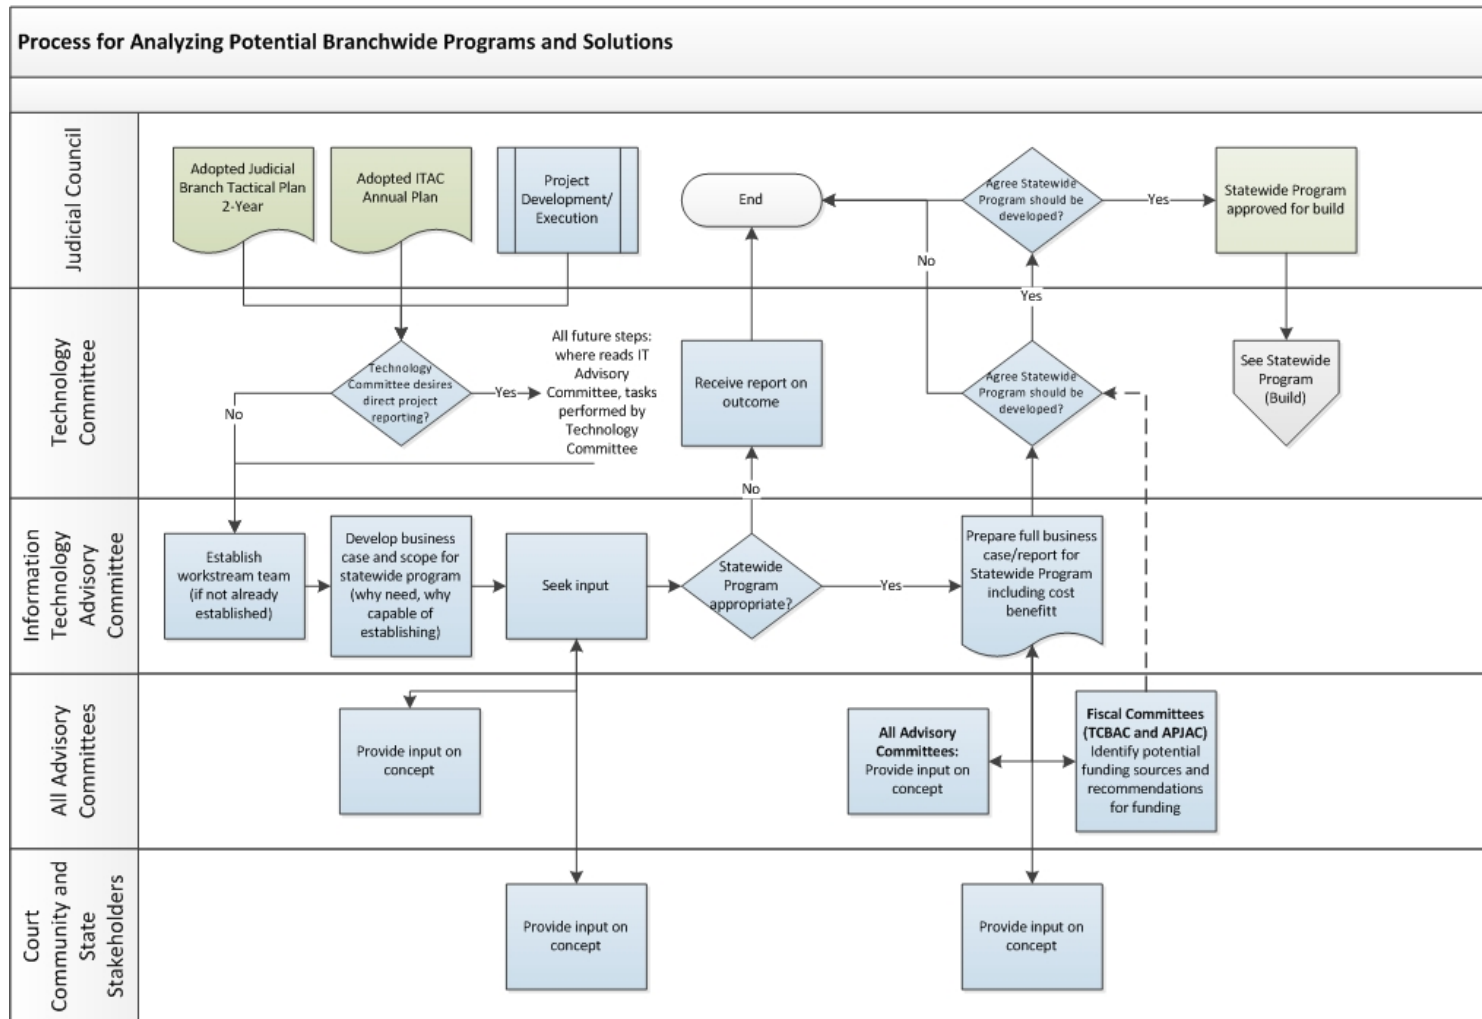 Process for Analyzing Potential Branchwide Programs and Solutions
Judicial Council
Adopted Judicial
Branch Tactical Plan
2-Year
Adopted ITAC
Annual Plan
Project
Development/
Execution
End
Agree Statewide
Program should be
developed?
Yes
Statewide Program
approved for build
No
Yes
Technology
Committee
Technology
Committee desires
direct project
reporting?
Yes
No
All future steps:
where reads IT
Advisory
Committee, tasks
performed by
Technology
Committee
Receive report on
outcome
Agree Statewide
Program should be
developed?
See Statewide
Program
(Build)
No
Information
Technology
Advisory
Committee
Establish
workstream team
(if not already
established)
Develop business
case and scope for
statewide program
(why need, why
capable of
establishing)
Seek input
Statewide
Program
appropriate?
Yes
Prepare full business
case/report for
Statewide Program
including cost
benefitt
All Advisory
Committees
Provide input on
concept
All Advisory
Committees:
Provide input on
concept
Fiscal Committees
(TCBAC and APJAC)
Identify potential
funding sources and
recommendations
for funding
Court
Community and
State
Stakeholders
Provide input on
concept
Provide input on
concept